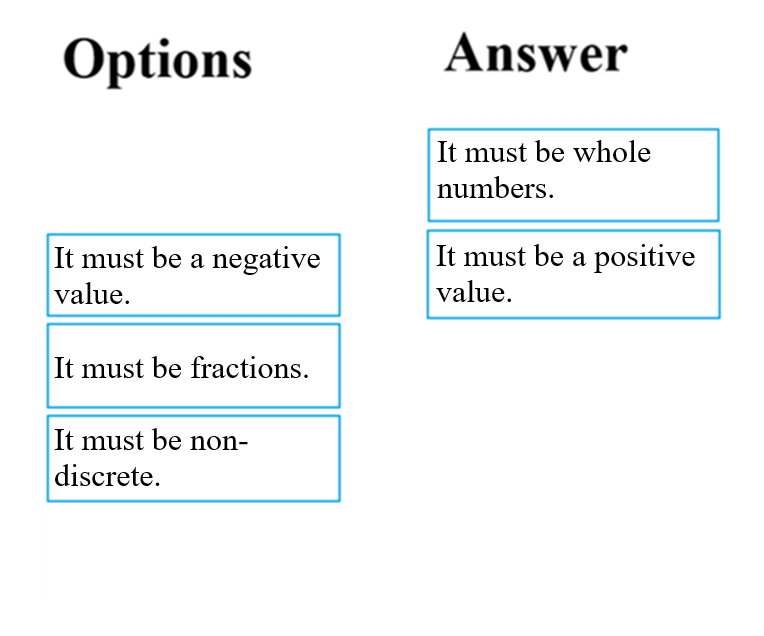 Options
Answer
It must be whole
numbers.
It must be a positive
value.
It must be a negative
value.
It must be fractions.
It must be non-
discrete.